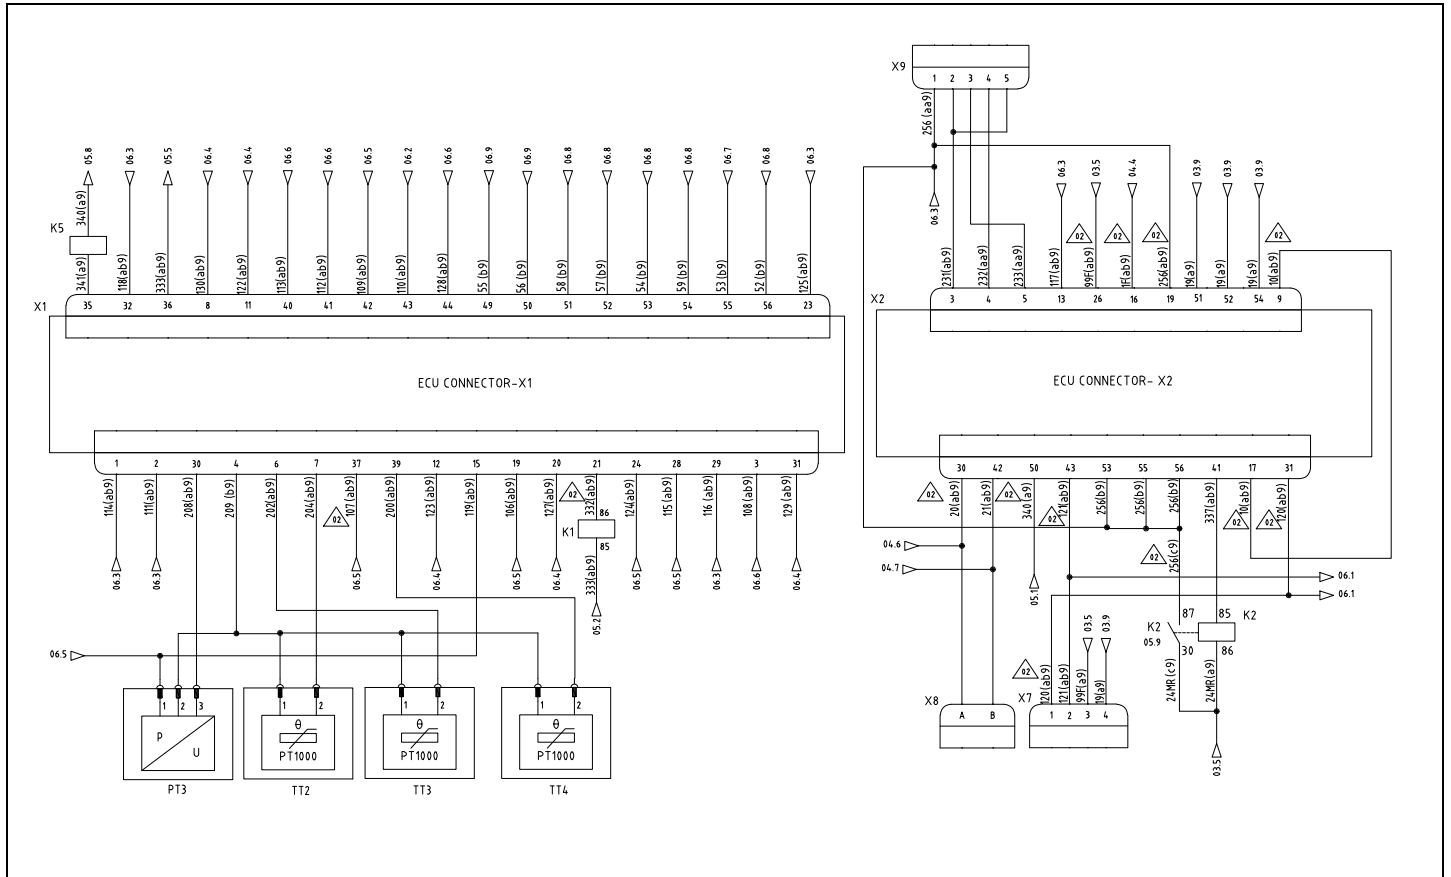 X9
1 2 3 4 5
256 (aa9)
05.8 06.3 05.5 06.4 06.4 06.6 06.6 06.5 06.2 06.6 06.9 06.9 06.8 06.8 06.8 06.8 06.7 06.8 06.3
340(a9)
K5
341(a9) 118(ab9) 333(ab9) 130(ab9) 122(ab9) 113(ab9) 112(ab9) 109(ab9) 110(ab9) 128(ab9) 55 (b9) 56 (b9) 58 (b9) 57 (b9) 54 (b9) 59 (b9) 53 (b9) 52 (b9) 125(ab9)
X1
35 32 36 8 11 40 41 42 43 44 49 50 51 52 53 54 55 56 23
ECU CONNECTOR-X1
1 2 30 4 6 7 37 39 12 15 19 20 21 24 28 29 3 31
114(ab9) 111(ab9) 208(ab9) 209 (b9) 202(ab9) 204(ab9) 107(ab9) 200(ab9) 123 (ab9) 119(ab9) 106(ab9) 127(ab9) 332(ab9) 124(ab9) 115 (ab9) 116 (ab9) 108 (ab9) 129 (ab9)
02 02
86
K1
85
333(ab9)
06.3 06.3 06.5 06.4 06.5 06.4 05.2 06.5 06.5 06.3 06.6 06.4
06.5
1 2 3
P
U
PT3
1 2
θ
PT1000
TT2
1 2
θ
PT1000
TT3
1 2
θ
PT1000
TT4
06.3
06.3 03.5 04.4 03.9 03.9 03.9
02 02 02 02
231(ab9) 232(aa9) 233(aa9) 117(ab9) 99F(ab9) 1F(ab9) 256(ab9) 19(a9) 19(a9) 19(a9) 10(ab9)
X2
3 4 5 13 26 16 19 51 52 54 9
ECU CONNECTOR- X2
30 42 50 43 53 55 56 41 17 31
20(ab9) 21(ab9) 340(a9) 121(ab9) 256(b9) 256(b9) 256(b9) 337(ab9) 10(ab9) 120(ab9)
02 02 02 02 02
04.6
04.7
02
256(c9)
05.1
06.1
06.1
87 85
K2
05.9
K2
30 86
24MR(c9) 24MR(a9)
03.5
02
03.5 03.9
120(ab9) 121(ab9) 99F(a9) 19(a9)
X8
A B
X7
1 2 3 4